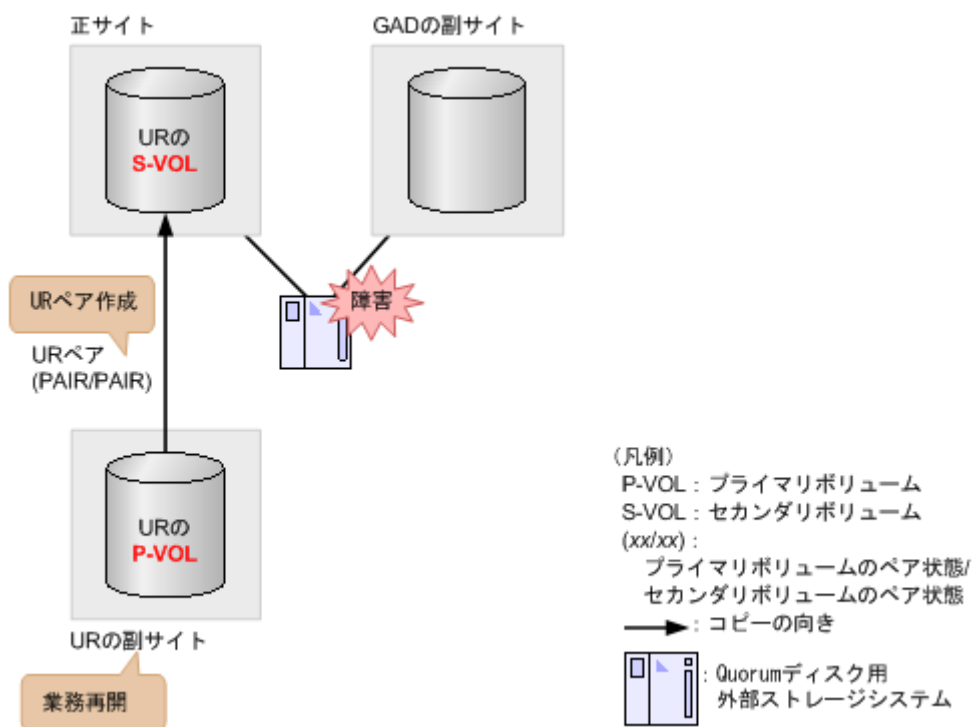 正サイト
GADの副サイト
URの
S-VOL
URペア作成
障害
URペア
(PAIR/PAIR)
URの
P-VOL
URの副サイト
業務再開
（凡例）
P-VOL：プライマリボリューム
S-VOL：セカンダリボリューム
(xx/xx)：
プライマリボリュームのペア状態/
セカンダリボリュームのペア状態
：コピーの向き
：Quorumディスク用
外部ストレージシステム